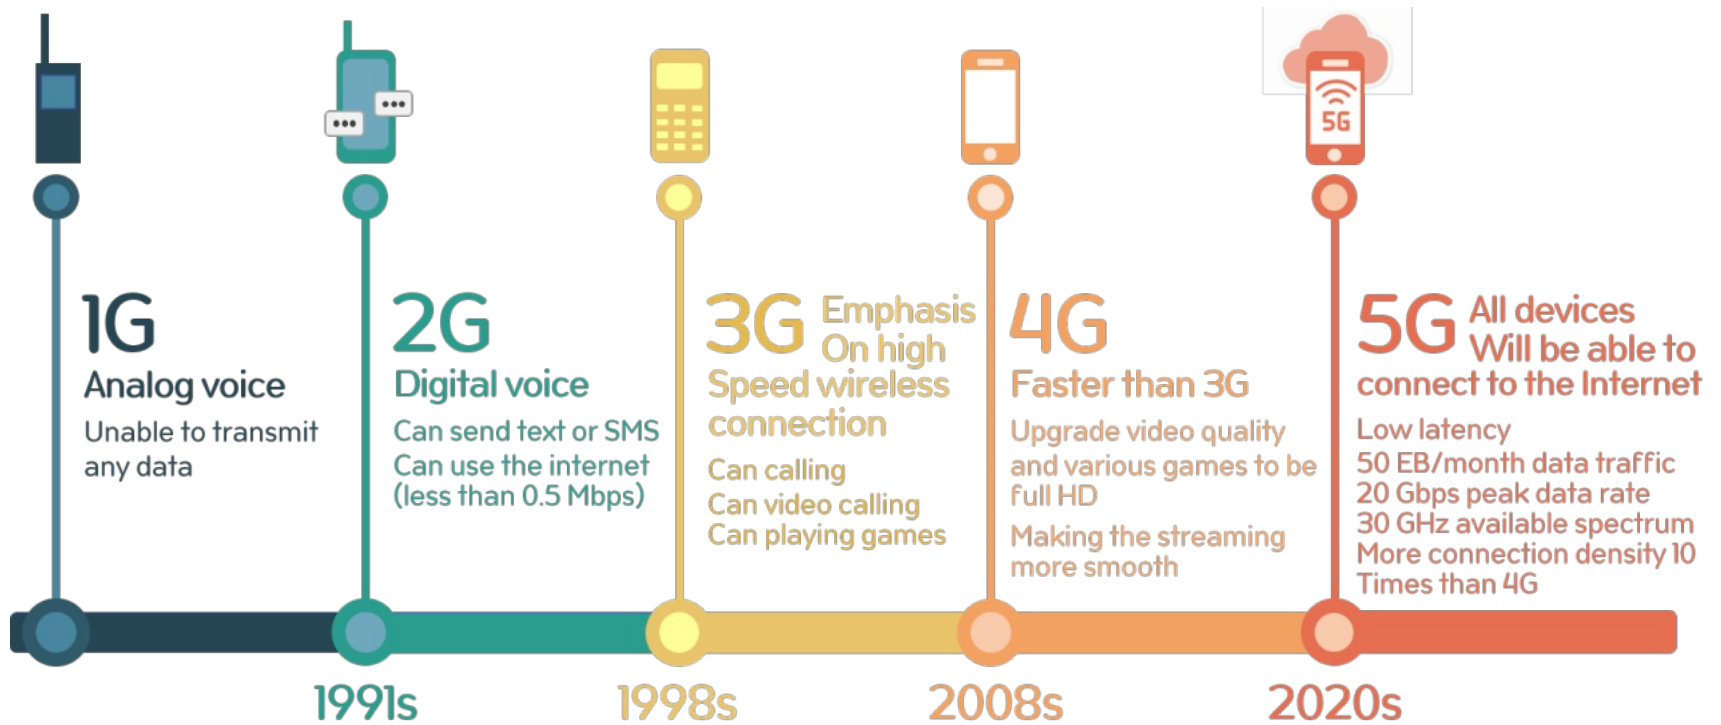 5G
1G
Analog voice
Unable to transmit
any data
2G
Digital voice
Can send text or SMS
Can use the internet
(less than 0.5 Mbps)
3G Emphasis
On high
Speed wireless
connection
Can calling
Can video calling
Can playing games
4G
Faster than 3G
Upgrade video quality
and various games to be
full HD
Making the streaming
more smooth
5G All devices
Will be able to
connect to the Internet
Low latency
50 EB/month data traffic
20 Gbps peak data rate
30 GHz available spectrum
More connection density 10
Times than 4G
1991s
1998s
2008s
2020s